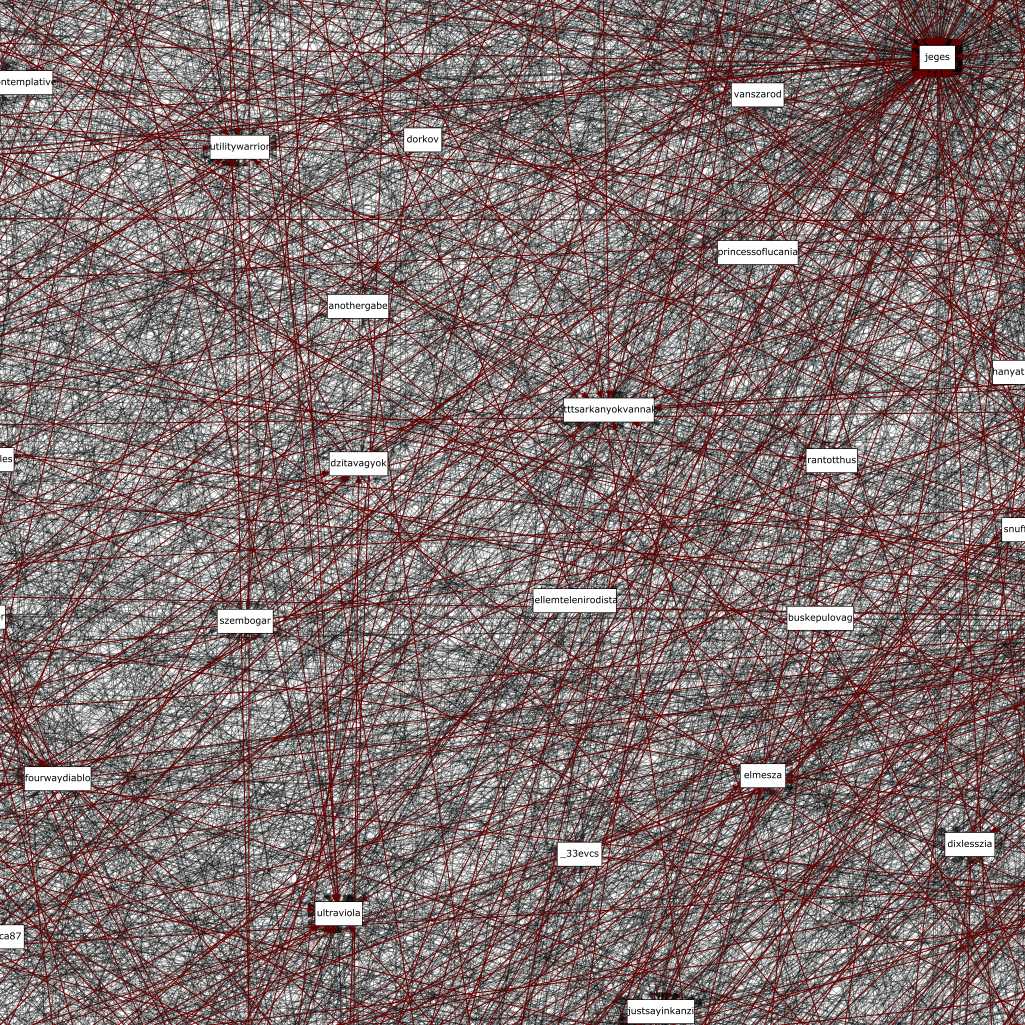 jeges
ntemplative
vanszarod
dorkov
utilitywarrior
princessoflucania
anothergabe
hanyat
tttsarkanyokvannak
les
dzitavagyok
rantotthus
snuff
ellemtelenirodista
szembogar
buskepulovag
elmesza
fourwaydiablo
dixlesszia
_33evcs
ultraviola
ca87
justsayinkanzi